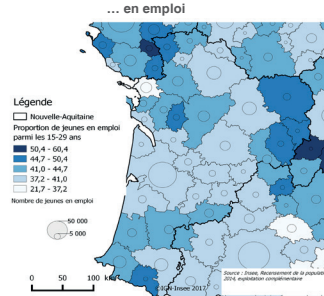 ... en emploi
Légende
Nouvelle-Aquitaine
Proportion de jeunes en emploi
parmi les 15-29 ans
50,4 - 60,4
44,7 - 50,4
41,0 - 44,7
37,2 - 41,0
21,7 - 37,2
Nombre de jeunes en emploi
50 000
5 000
0 50 100 k
©IGN-Insee 2017
Source : Insee, Recensement de la populat
2014, exploitation complémentaire